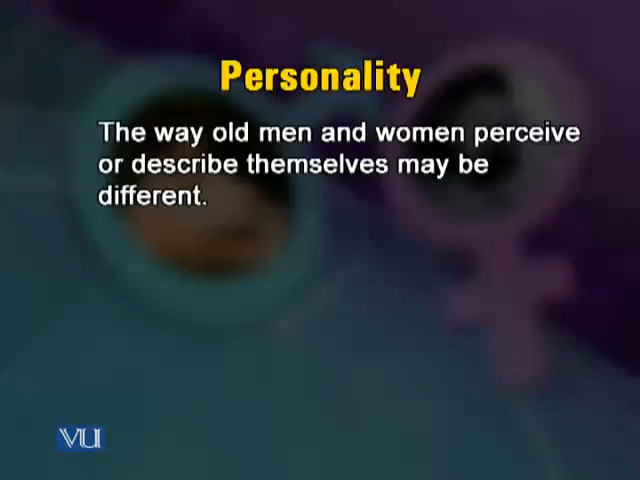 Personality
The way old men and women perceive
or describe themselves may be
different.
VU